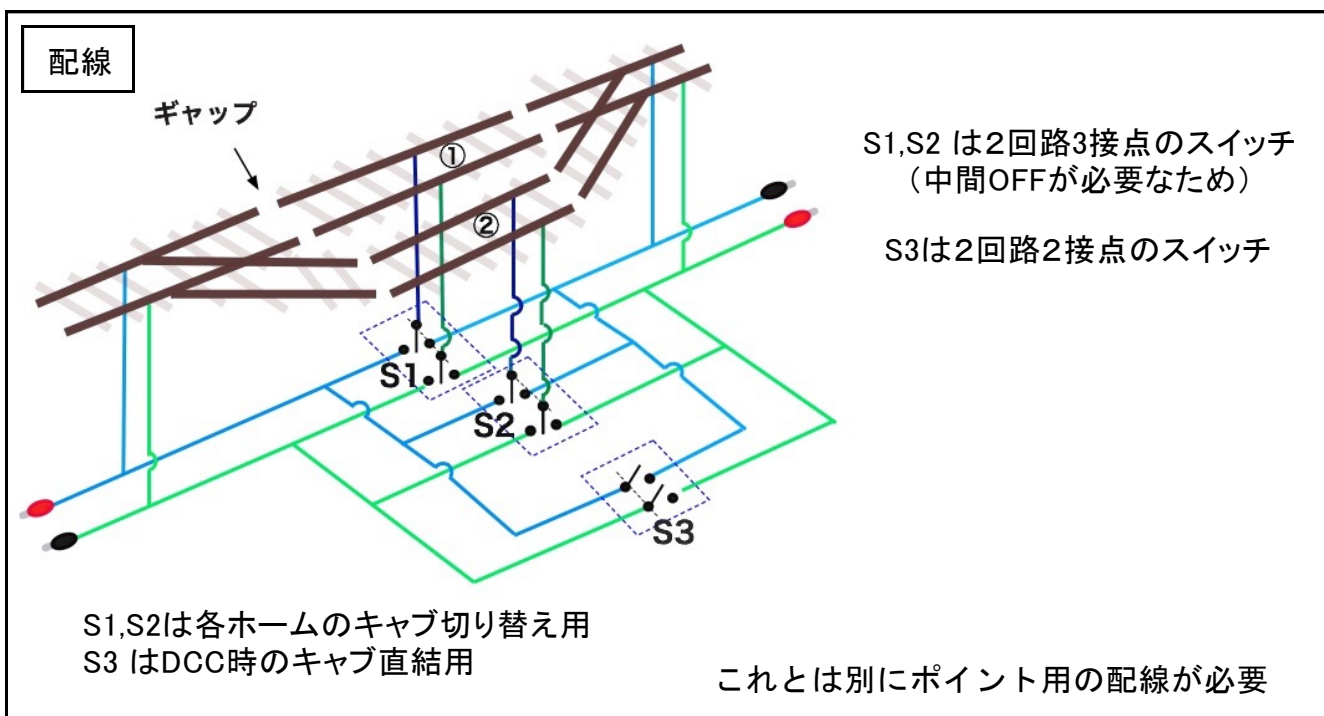 配線
ギャップ
①
②
S1,S2 は２回路3接点のスイッチ
（中間OFFが必要なため）
S3は２回路２接点のスイッチ
S1
S2
S3
S1,S2は各ホームのキャブ切り替え用
S3 はDCC時のキャブ直結用
これとは別にポイント用の配線が必要